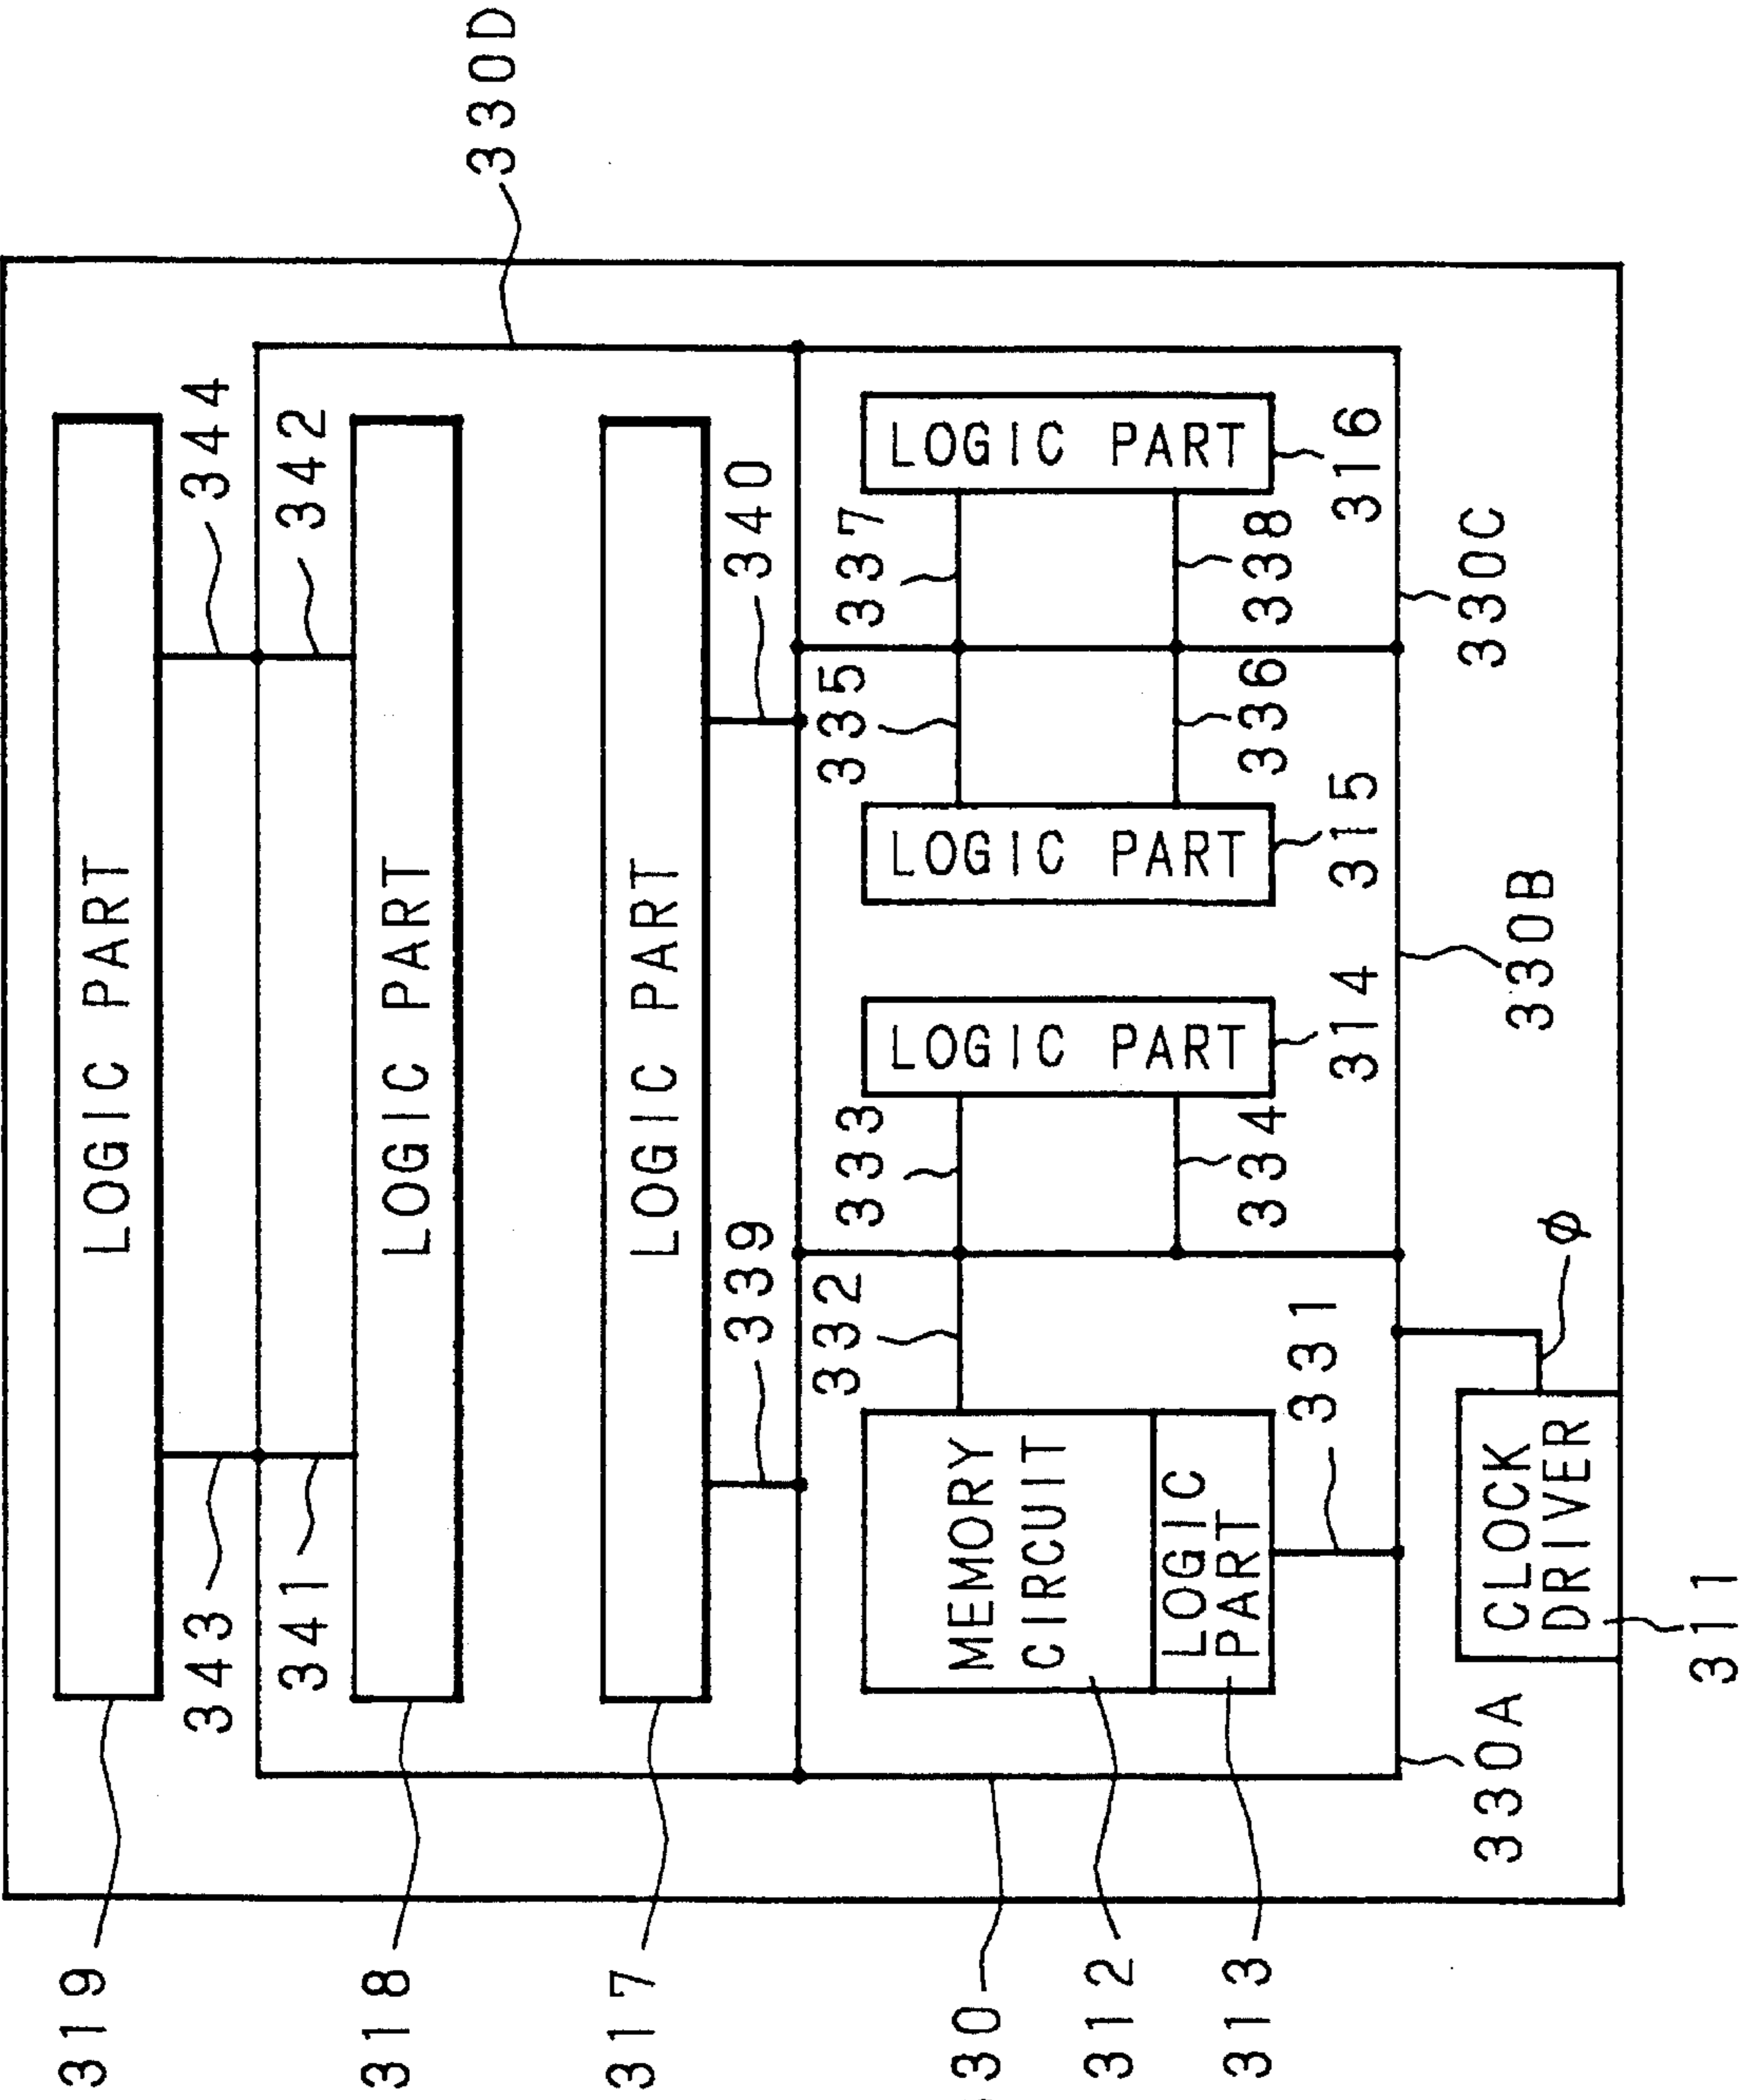 319
LOGIC PART
343
344
341
342
318
LOGIC PART
330D
317
LOGIC PART
339
340
332
333
335
337
30
MEMORY
CIRCUIT
LOGIC PART
LOGIC PART
LOGIC PART
312
LOGIC
PART
313
334
336
338
331
314
315
316
330A
CLOCK
DRIVER
φ
330B
330C
311